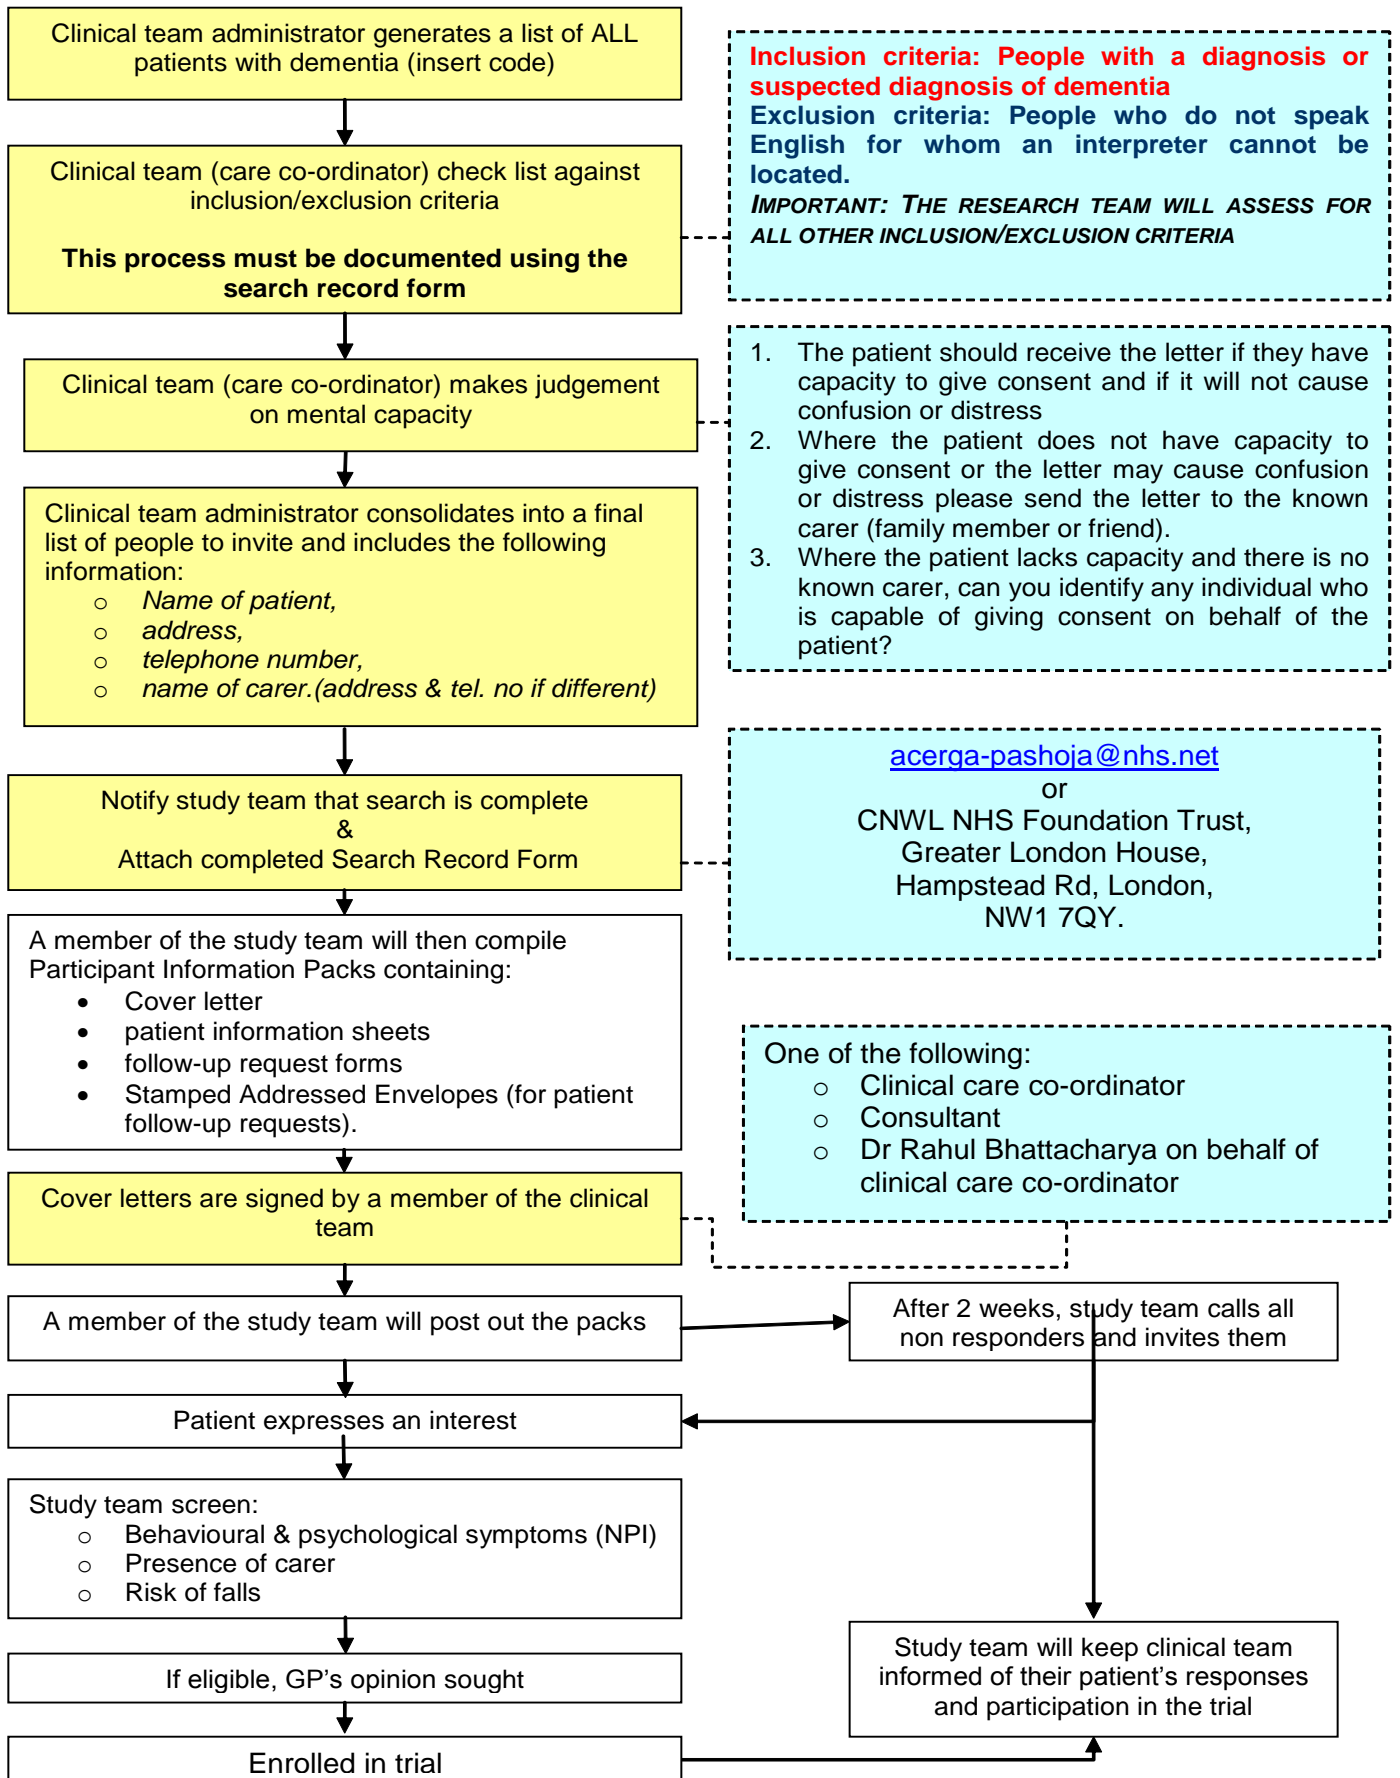 Clinical team administrator generates a list of ALL
patients with dementia (insert code)
Inclusion criteria: People with a diagnosis or
suspected diagnosis of dementia
Exclusion criteria: People who do not speak
English for whom an interpreter cannot be
located.
IMPORTANT: THE RESEARCH TEAM WILL ASSESS FOR
ALL OTHER INCLUSION/EXCLUSION CRITERIA
Clinical team (care co-ordinator) check list against
inclusion/exclusion criteria
This process must be documented using the
search record form
Clinical team (care co-ordinator) makes judgement
on mental capacity
1. The patient should receive the letter if they have
capacity to give consent and if it will not cause
confusion or distress
2. Where the patient does not have capacity to
give consent or the letter may cause confusion
or distress please send the letter to the known
carer (family member or friend).
3. Where the patient lacks capacity and there is no
known carer, can you identify any individual who
is capable of giving consent on behalf of the
patient?
Clinical team administrator consolidates into a final
list of people to invite and includes the following
information:
o Name of patient,
o address,
o telephone number,
o name of carer.(address & tel. no if different)
Notify study team that search is complete
&
Attach completed Search Record Form
acerga-pashoja@nhs.net
or
CNWL NHS Foundation Trust,
Greater London House,
Hampstead Rd, London,
NW1 7QY.
A member of the study team will then compile
Participant Information Packs containing:
• Cover letter
• patient information sheets
• follow-up request forms
• Stamped Addressed Envelopes (for patient
follow-up requests).
One of the following:
o Clinical care co-ordinator
o Consultant
o Dr Rahul Bhattacharya on behalf of
clinical care co-ordinator
Cover letters are signed by a member of the clinical
team
A member of the study team will post out the packs
After 2 weeks, study team calls all
non responders and invites them
Patient expresses an interest
Study team screen:
o Behavioural & psychological symptoms (NPI)
o Presence of carer
o Risk of falls
If eligible, GP's opinion sought
Study team will keep clinical team
informed of their patient's responses
and participation in the trial
Enrolled in trial